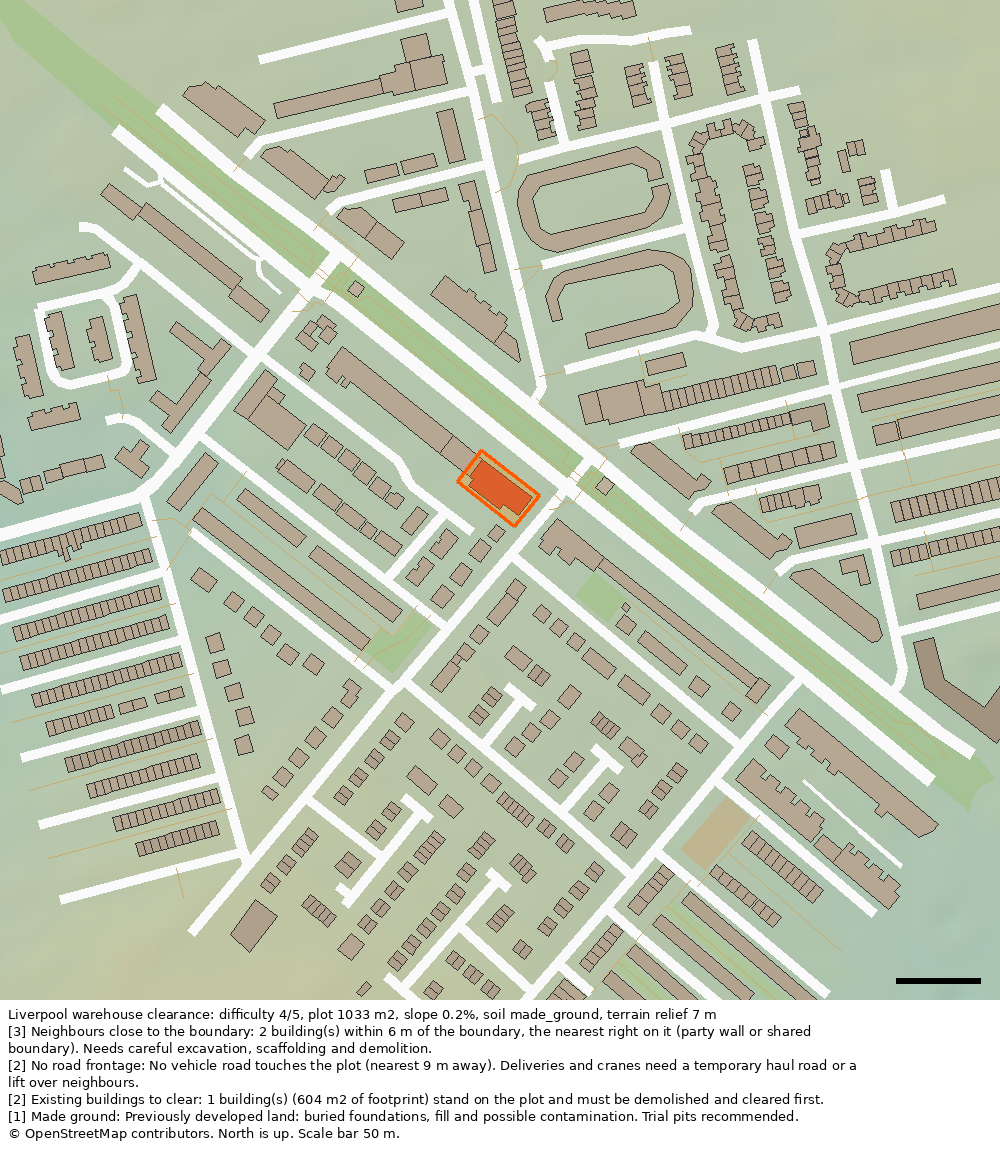 Liverpool warehouse clearance: difficulty 4/5, plot 1033 m2, slope 0.2%, soil made_ground, terrain relief 7 m
[3] Neighbours close to the boundary: 2 building(s) within 6 m of the boundary, the nearest right on it (party wall or shared
boundary). Needs careful excavation, scaffolding and demolition.
[2] No road frontage: No vehicle road touches the plot (nearest 9 m away). Deliveries and cranes need a temporary haul road or a
lift over neighbours.
[2] Existing buildings to clear: 1 building(s) (604 m2 of footprint) stand on the plot and must be demolished and cleared first.
[1] Made ground: Previously developed land: buried foundations, fill and possible contamination. Trial pits recommended.
© OpenStreetMap contributors. North is up. Scale bar 50 m.